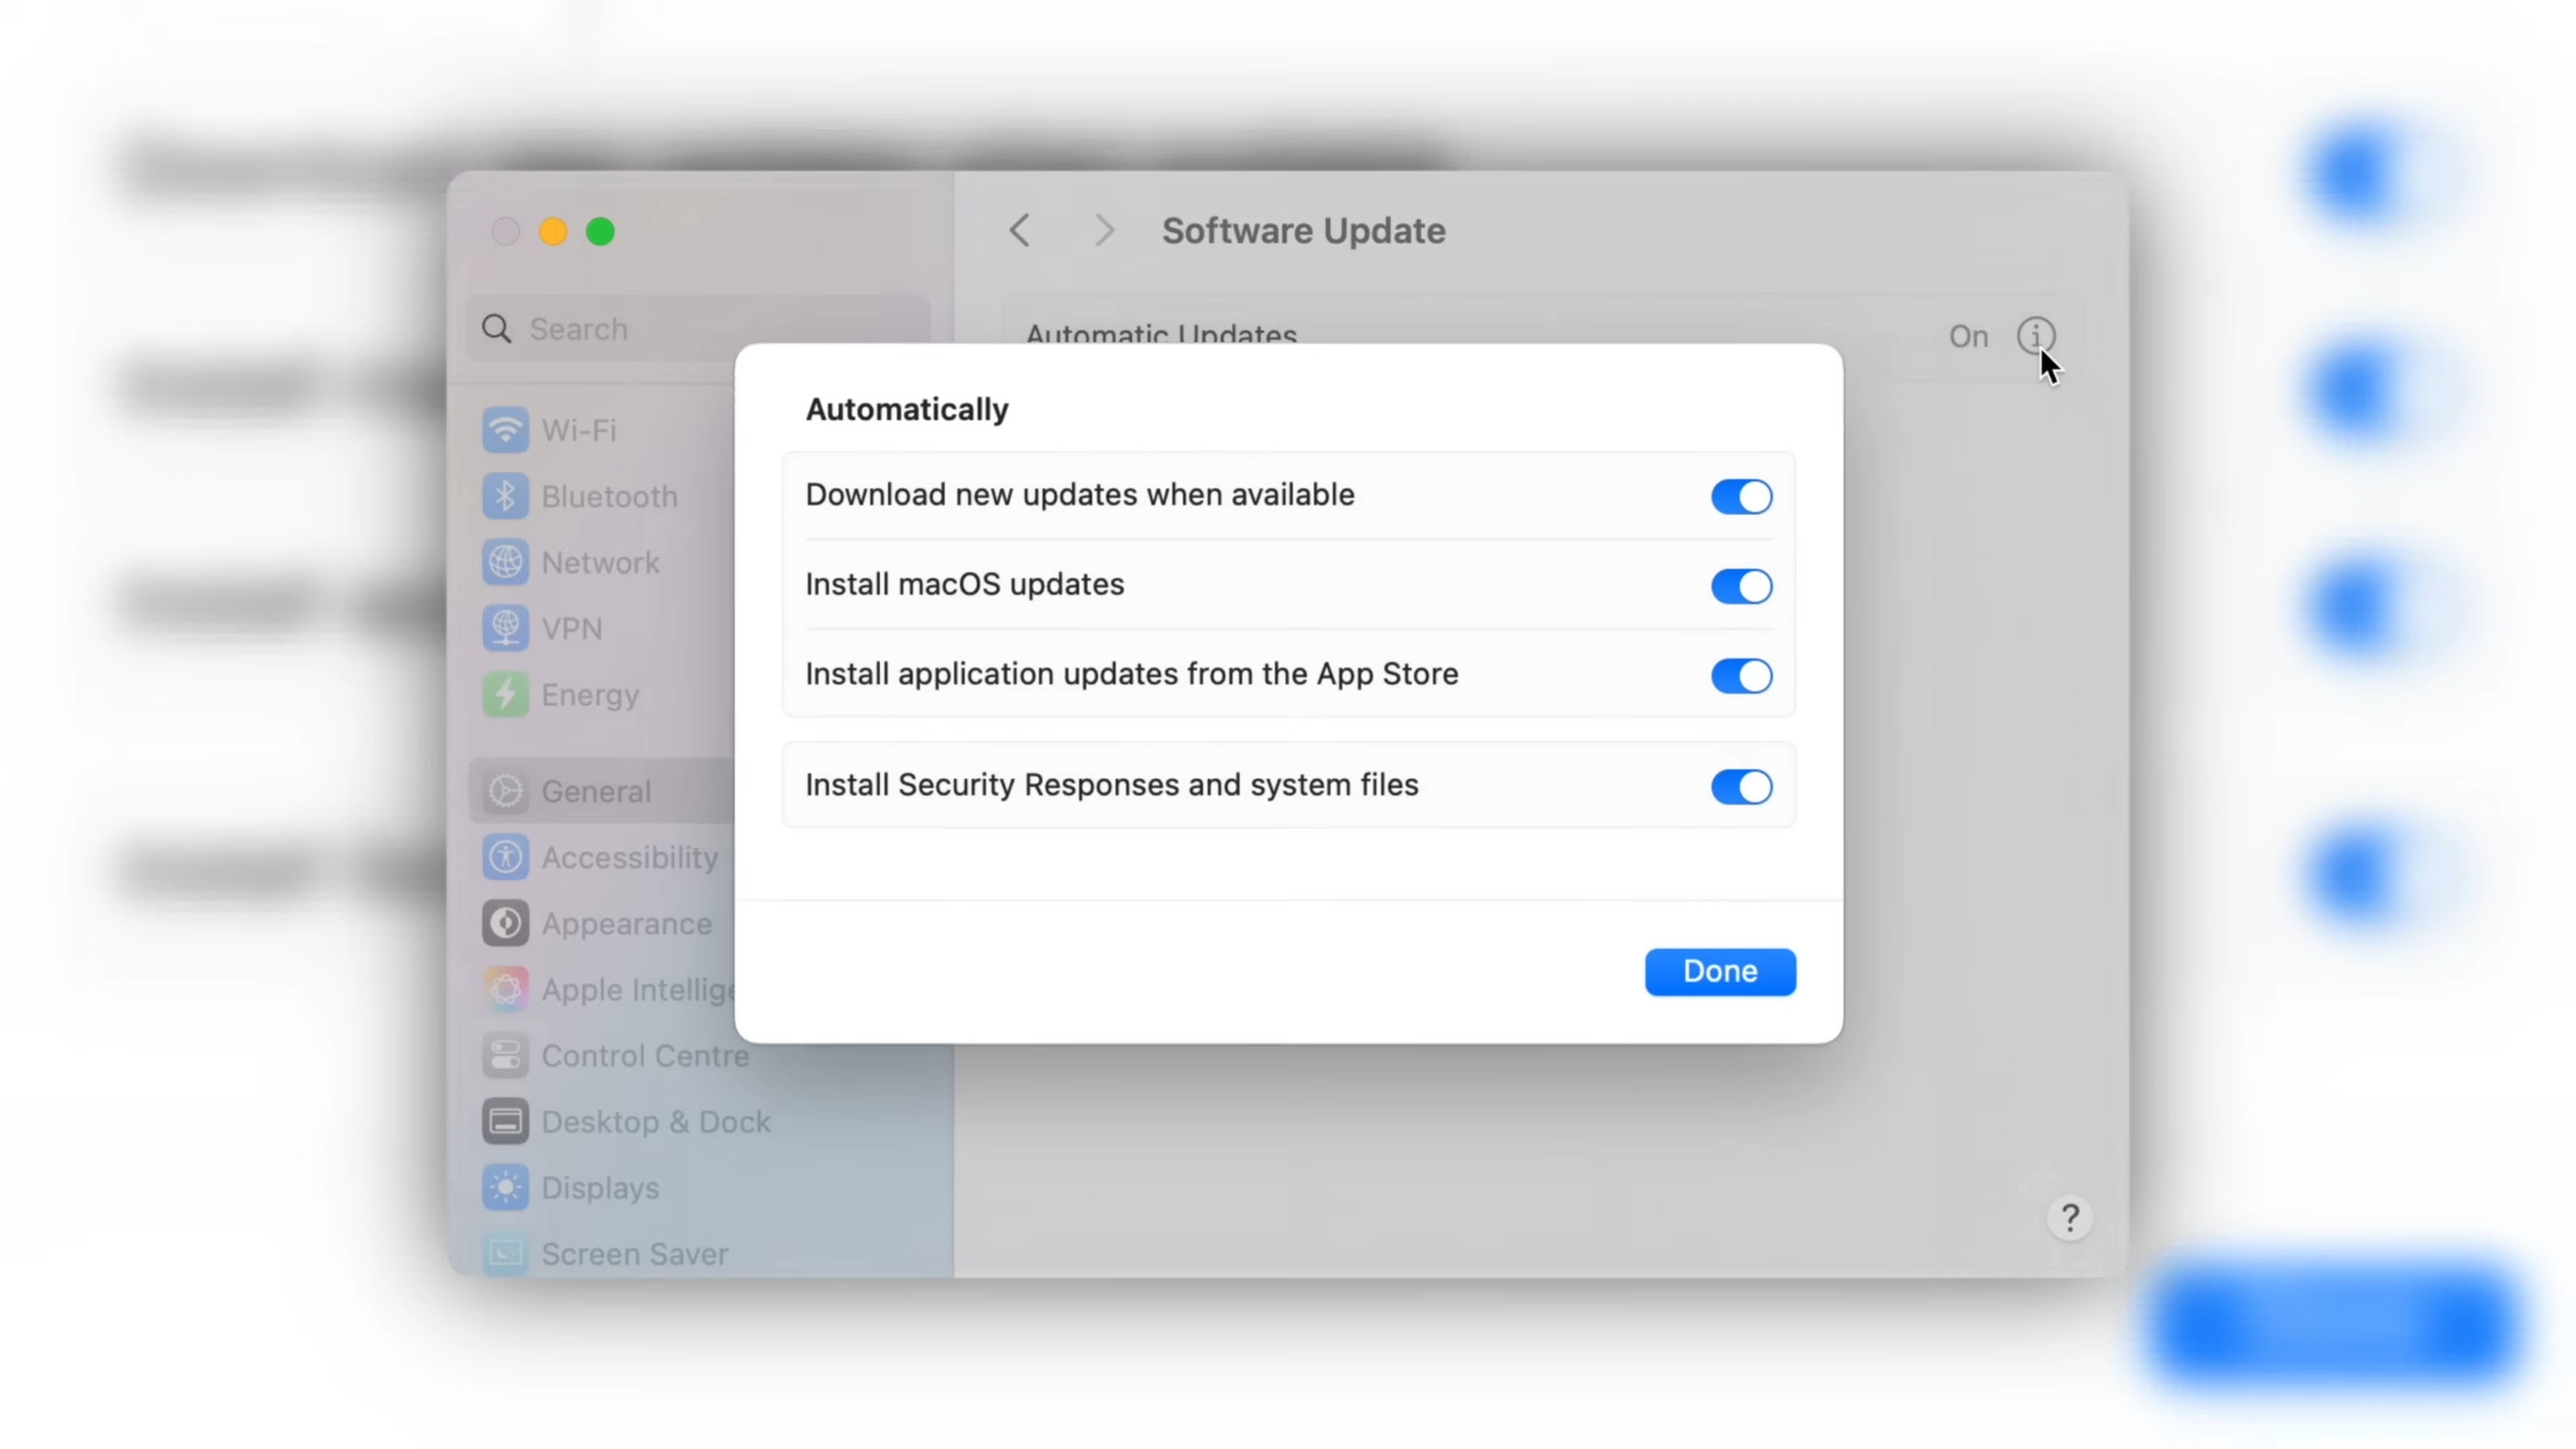 Software Update
Search
Automatic Updates
On
Wi-Fi
Bluetooth
Network
VPN
Energy
General
Accessibility
Appearance
Apple Intellige
Control Centre
Desktop & Dock
Displays
Screen Saver
Automatically
Download new updates when available
Install macOS updates
Install application updates from the App Store
Install Security Responses and system files
Done
?